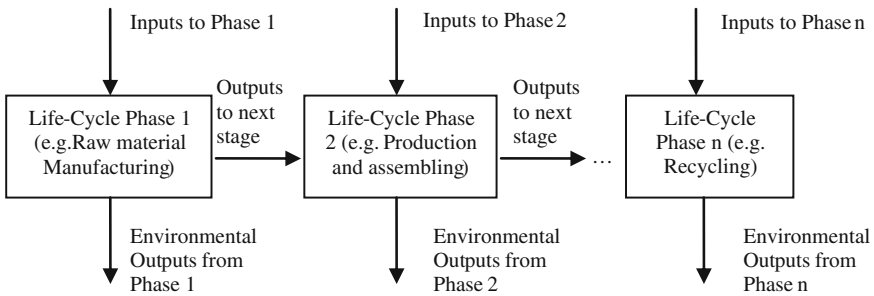 Inputs to Phase 1
Inputs to Phase 2
Inputs to Phase n
Life-Cycle Phase 1
(e.g.Raw material
Manufacturing)
Outputs
to next
stage
Life-Cycle Phase
2 (e.g. Production
and assembling)
Outputs
to next
stage
...
Life-Cycle
Phase n (e.g.
Recycling)
Environmental
Outputs from
Phase 1
Environmental
Outputs from
Phase 2
Environmental
Outputs from
Phase n